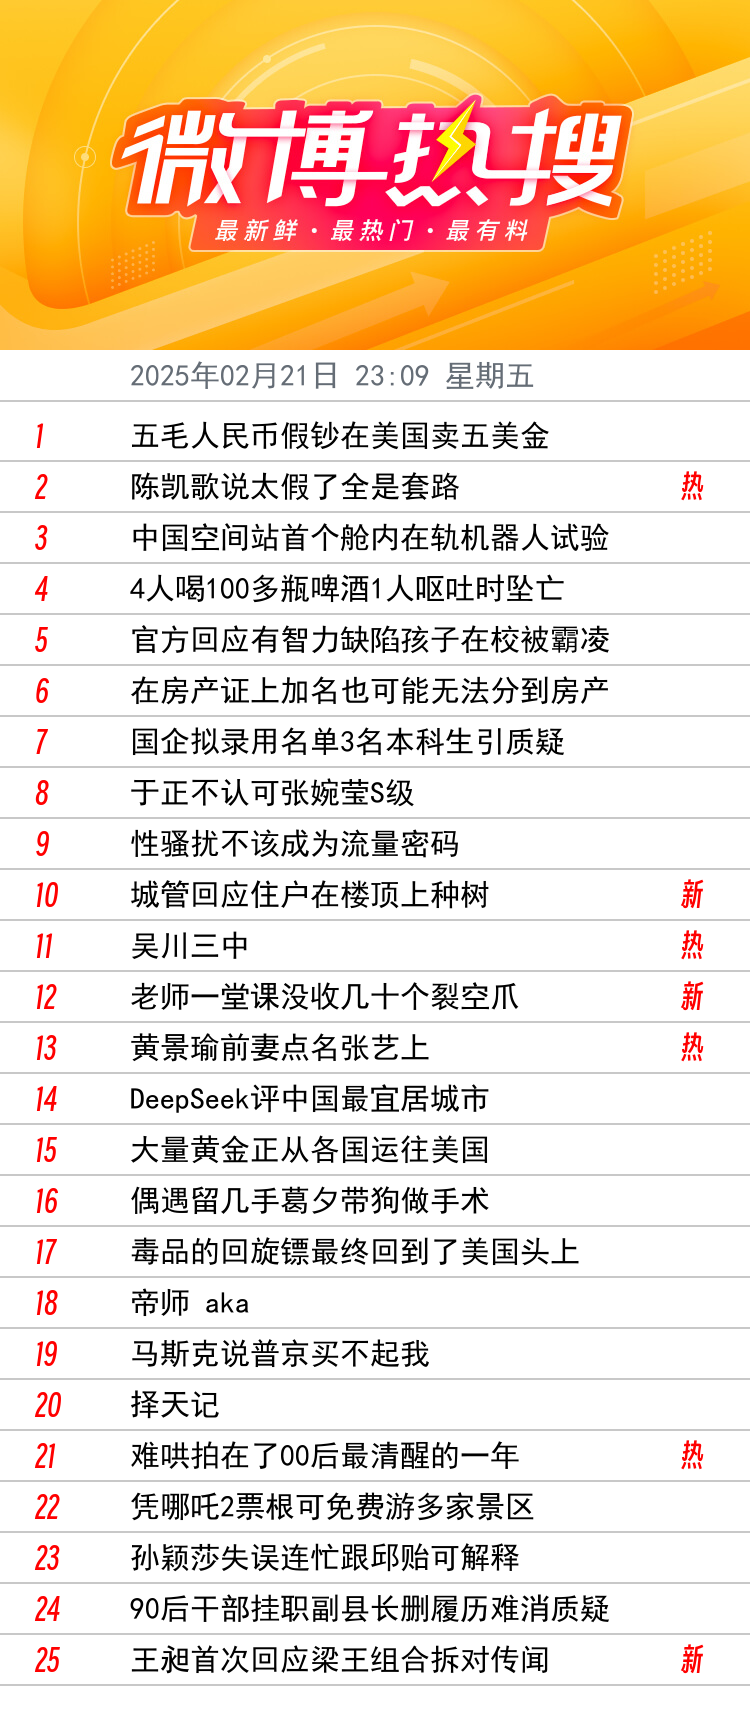 微博热搜
最新鲜·最热门·最有料
2025年02月21日 23:09 星期五
1 五毛人民币假钞在美国卖五美金
2 陈凯歌说太假了全是套路 热
3 中国空间站首个舱内在轨机器人试验
4 4人喝100多瓶啤酒1人呕吐时坠亡
5 官方回应有智力缺陷孩子在校被霸凌
6 在房产证上加名也可能无法分到房产
7 国企拟录用名单3名本科生引质疑
8 于正不认可张婉莹S级
9 性骚扰不该成为流量密码
10 城管回应住户在楼顶上种树 新
11 吴川三中 热
12 老师一堂课没收几十个裂空爪 新
13 黄景瑜前妻点名张艺上 热
14 DeepSeek评中国最宜居城市
15 大量黄金正从各国运往美国
16 偶遇留几手葛夕带狗做手术
17 毒品的回旋镖最终回到了美国头上
18 帝师 aka
19 马斯克说普京买不起我
20 择天记
21 难哄拍在了00后最清醒的一年 热
22 凭哪吒2票根可免费游多家景区
23 孙颖莎失误连忙跟邱贻可解释
24 90后干部挂职副县长删履历难消质疑
25 王昶首次回应梁王组合拆对传闻 新